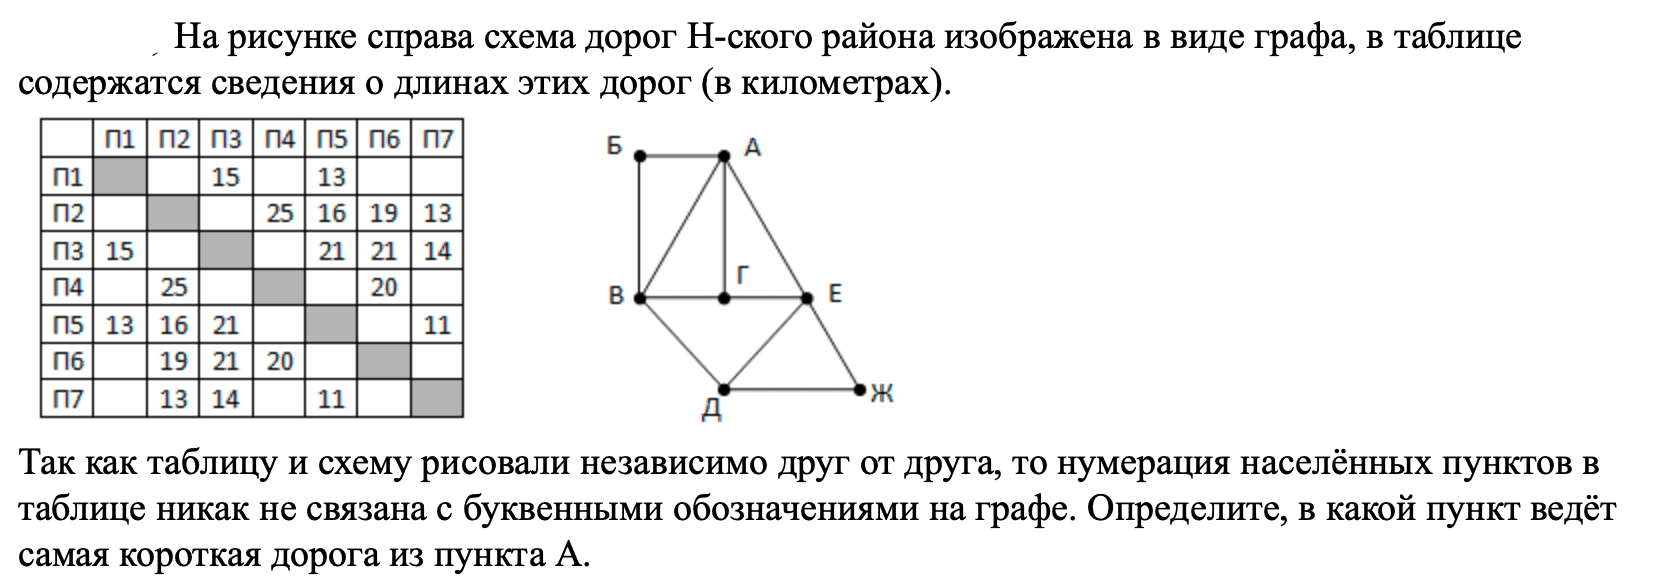 На рисунке справа схема дорог Н-ского района изображена в виде графа, в таблице
содержатся сведения о длинах этих дорог (в километрах).
П1 П2 П3 П4 П5 П6 П7
П1 15 13
П2 25 16 19 13
П3 15 21 21 14
П4 25 20
П5 13 16 21 11
П6 19 21 20
П7 13 14 11
Б А
В Г Е
Д Ж
Так как таблицу и схему рисовали независимо друг от друга, то нумерация населённых пунктов в
таблице никак не связана с буквенными обозначениями на графе. Определите, в какой пункт ведёт
самая короткая дорога из пункта А.